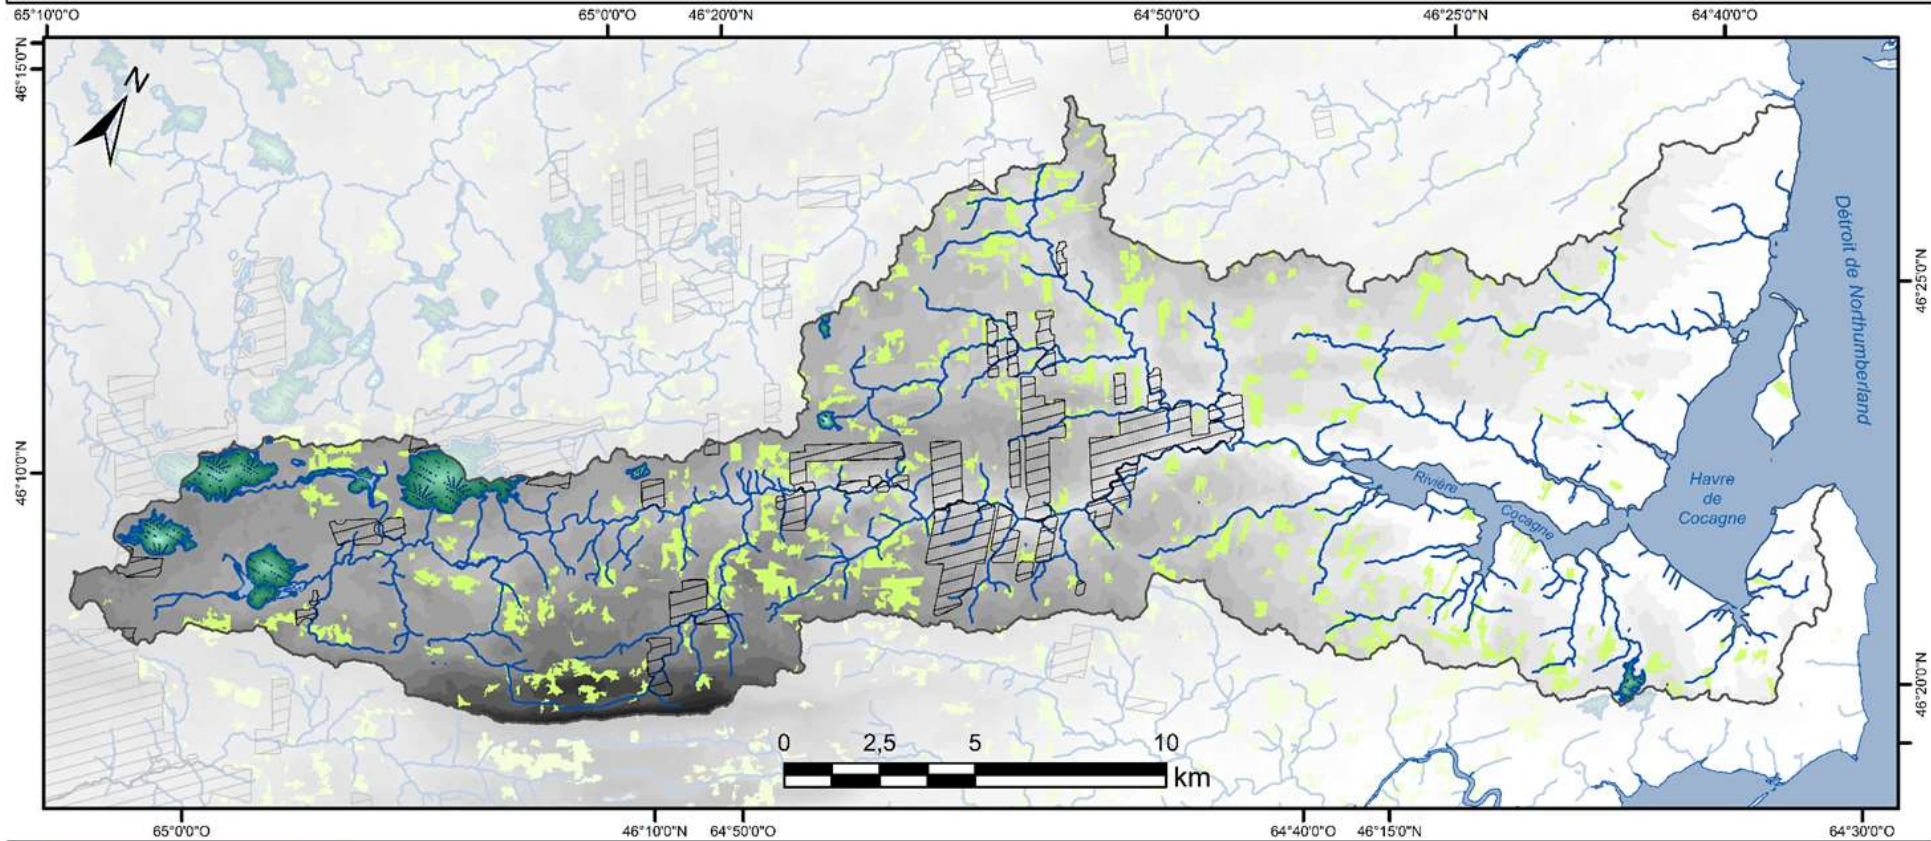 65°10'0"O 65°0'0"O 46°20'0"N 64°50'0"O 46°25'0"N 64°40'0"O
46°15'0"N
N
Détroit de Northumberland
46°25'0"N
46°10'0"N
Rivière
Cocagne
Havre
de
Cocagne
46°20'0"N
0 2,5 5 10
km
65°0'0"O 46°10'0"N 64°50'0"O 64°40'0"O 46°15'0"N 64°30'0"O